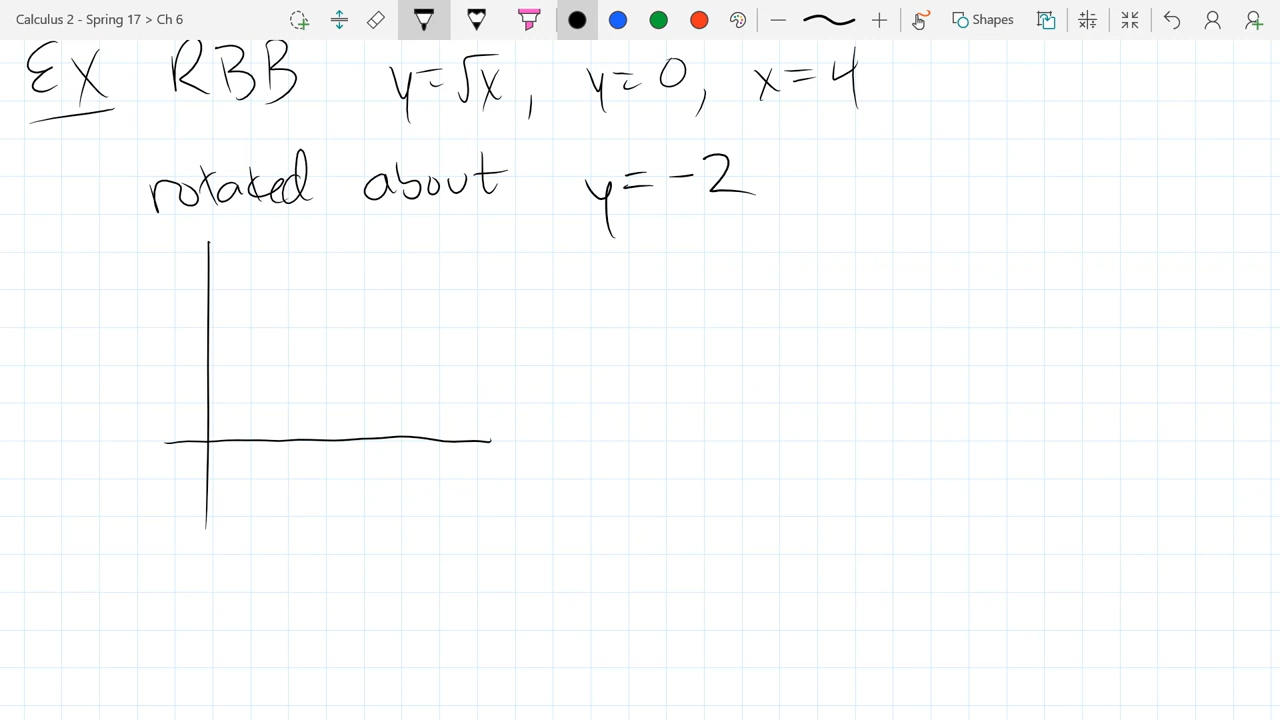 Calculus 2 - Spring 17 > Ch 6 Shapes
EX RBB y=√x, y=0, x=4
rotated about y=-2